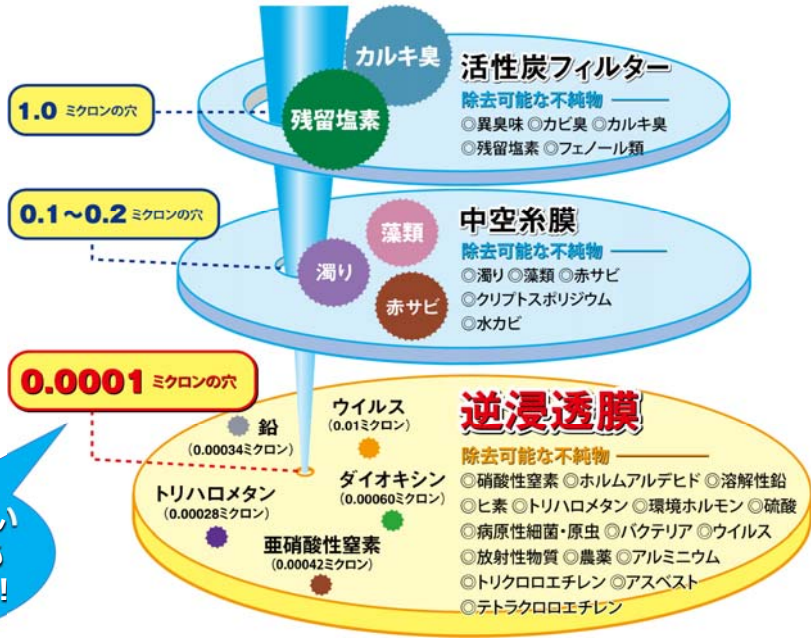 カルキ臭
残留塩素
1.0 ミクロンの穴
活性炭フィルター
除去可能な不純物
◎異臭味 ◎カビ臭 ◎カルキ臭
◎残留塩素 ◎フェノール類
0.1〜0.2 ミクロンの穴
藻類
濁り
赤サビ
中空糸膜
除去可能な不純物
◎濁り ◎藻類 ◎赤サビ
◎クリプトスポリジウム
◎水カビ
0.0001 ミクロンの穴
鉛
(0.00034ミクロン)
ウイルス
(0.01ミクロン)
トリハロメタン
(0.00028ミクロン)
ダイオキシン
(0.00060ミクロン)
亜硝酸性窒素
(0.00042ミクロン)
逆浸透膜
除去可能な不純物
◎硝酸性窒素 ◎ホルムアルデヒド ◎溶解性鉛
◎ヒ素 ◎トリハロメタン ◎環境ホルモン ◎硫酸
◎病原性細菌・原虫 ◎バクテリア ◎ウイルス
◎放射性物質 ◎農薬 ◎アルミニウム
◎トリクロロエチレン ◎アスベスト
◎テトラクロロエチレン
い
!